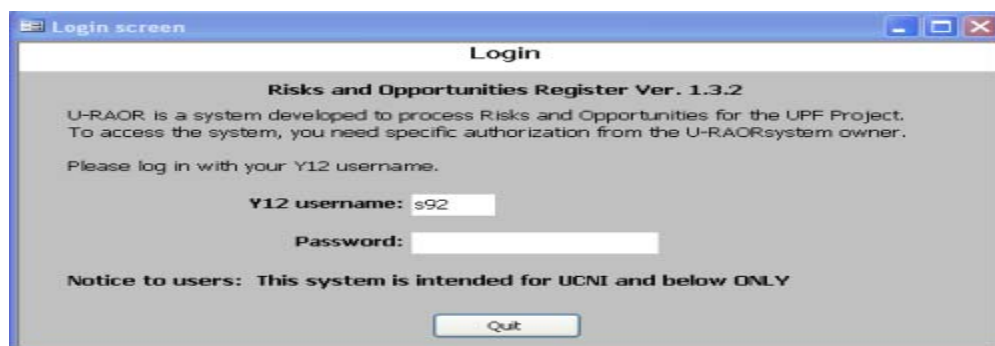 Login screen
Login
Risks and Opportunities Register Ver. 1.3.2
U-RAOR is a system developed to process Risks and Opportunities for the UPF Project.
To access the system, you need specific authorization from the U-RAORsystem owner.
Please log in with your Y12 username.
Y12 username: s92
Password:
Notice to users: This system is intended for UCNI and below ONLY
Quit